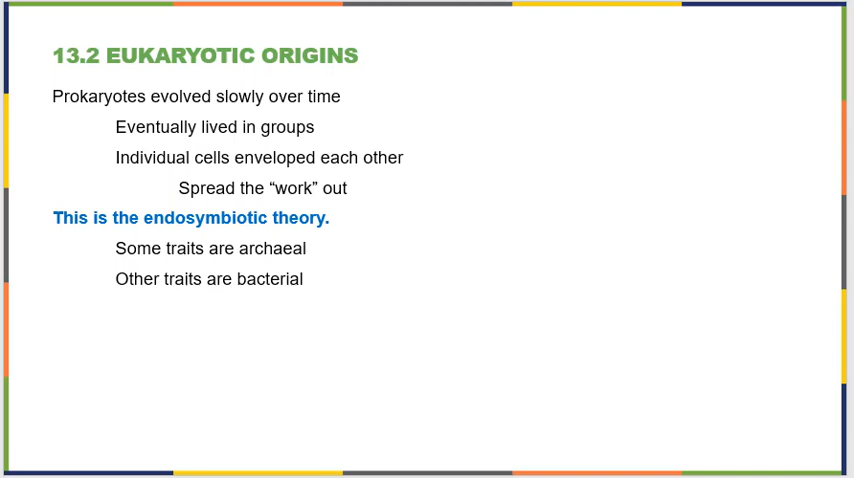 13.2 EUKARYOTIC ORIGINS
Prokaryotes evolved slowly over time
Eventually lived in groups
Individual cells enveloped each other
Spread the “work” out
This is the endosymbiotic theory.
Some traits are archaeal
Other traits are bacterial